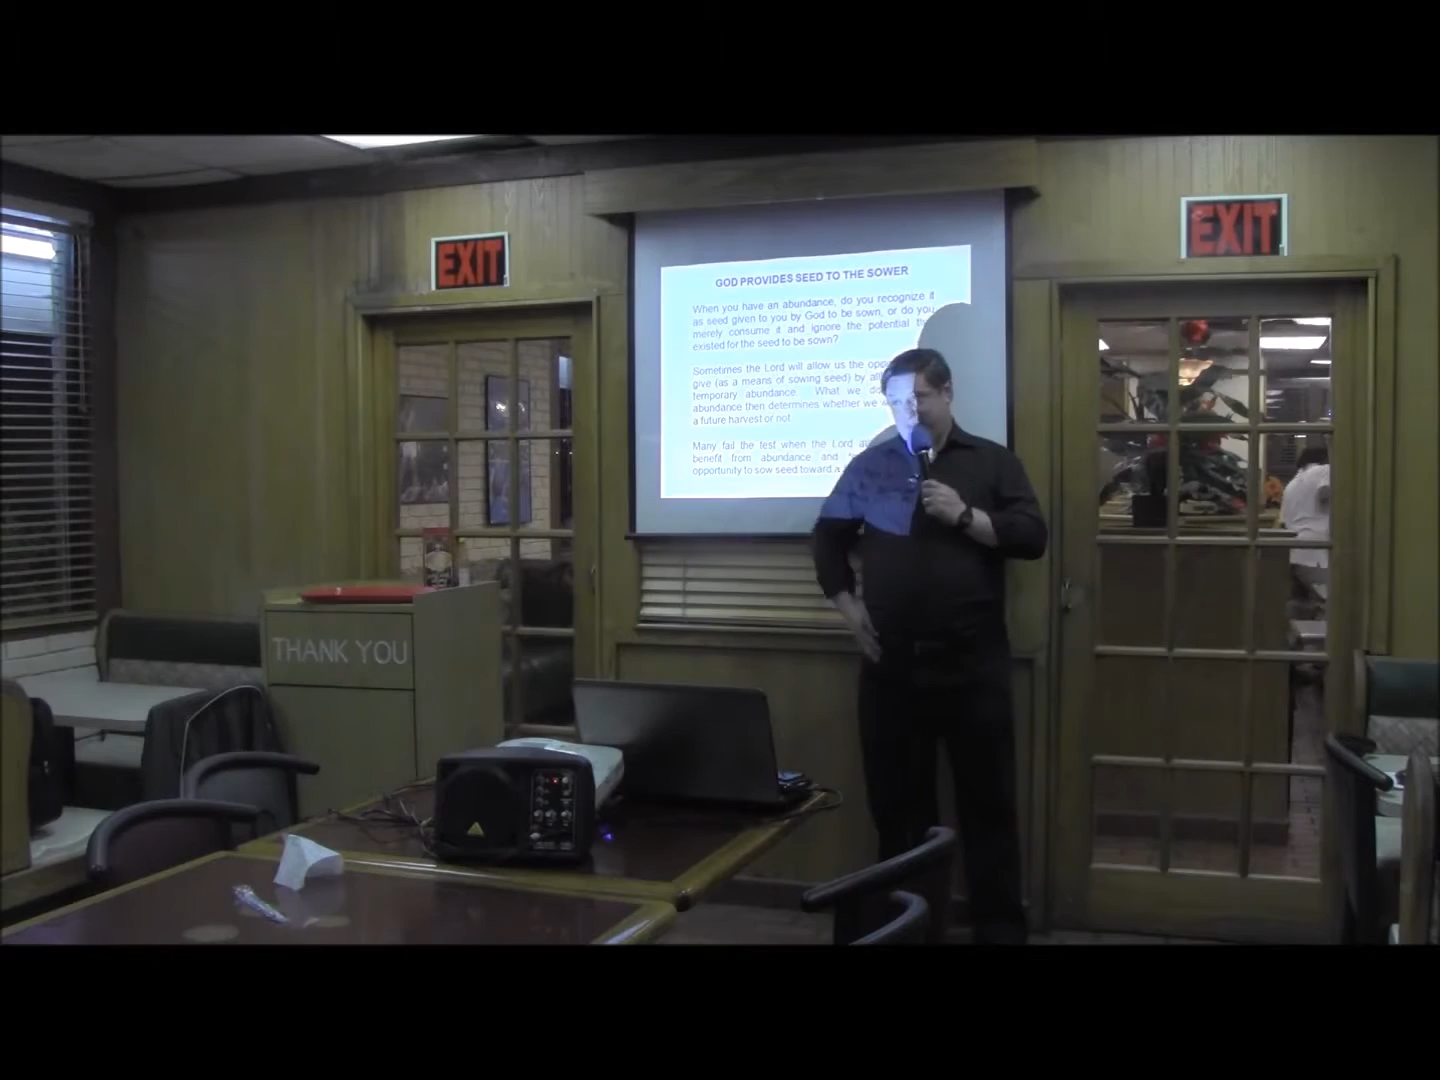 EXIT
EXIT
GOD PROVIDES SEED TO THE SOWER
When you have an abundance, do you recognize it
as seed given to you by God to be sown, or do you
merely consume it and ignore the potential
existed for the seed to be sown?
Sometimes the Lord will allow us the
give (as a means of sowing seed) by
temporary abundance. What we
abundance then determines whether we
a future harvest or not
Many fail the test when the Lord
benefit from abundance and
opportunity to sow seed toward a
THANK YOU